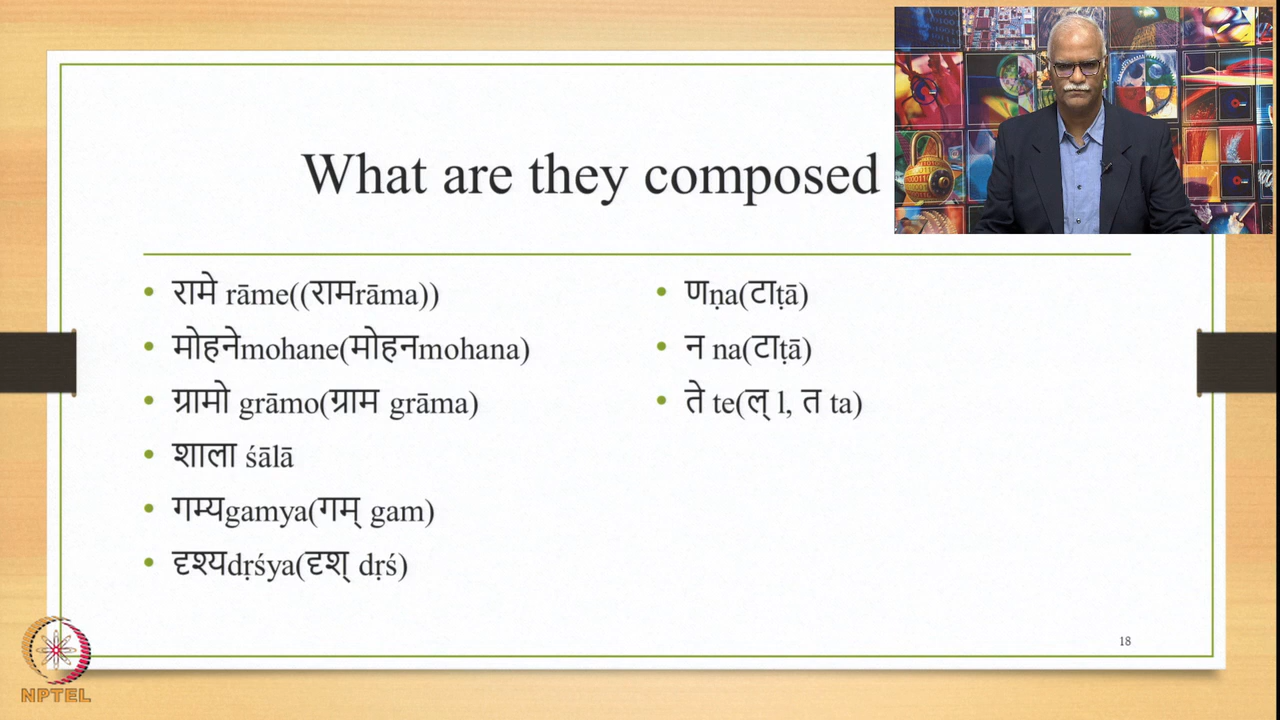 What are they composed
रामे rāme((रामrāma))
मोहनेmohane(मोहनmohana)
ग्रामो grāmo(ग्राम grāma)
शाला śālā
गम्यgamya(गम् gam)
दृश्यdṛśya(दृश् dṛś)
णṇa(टाṭā)
न na(टाṭā)
ते te(ल् l, त ta)
18
NPTEL